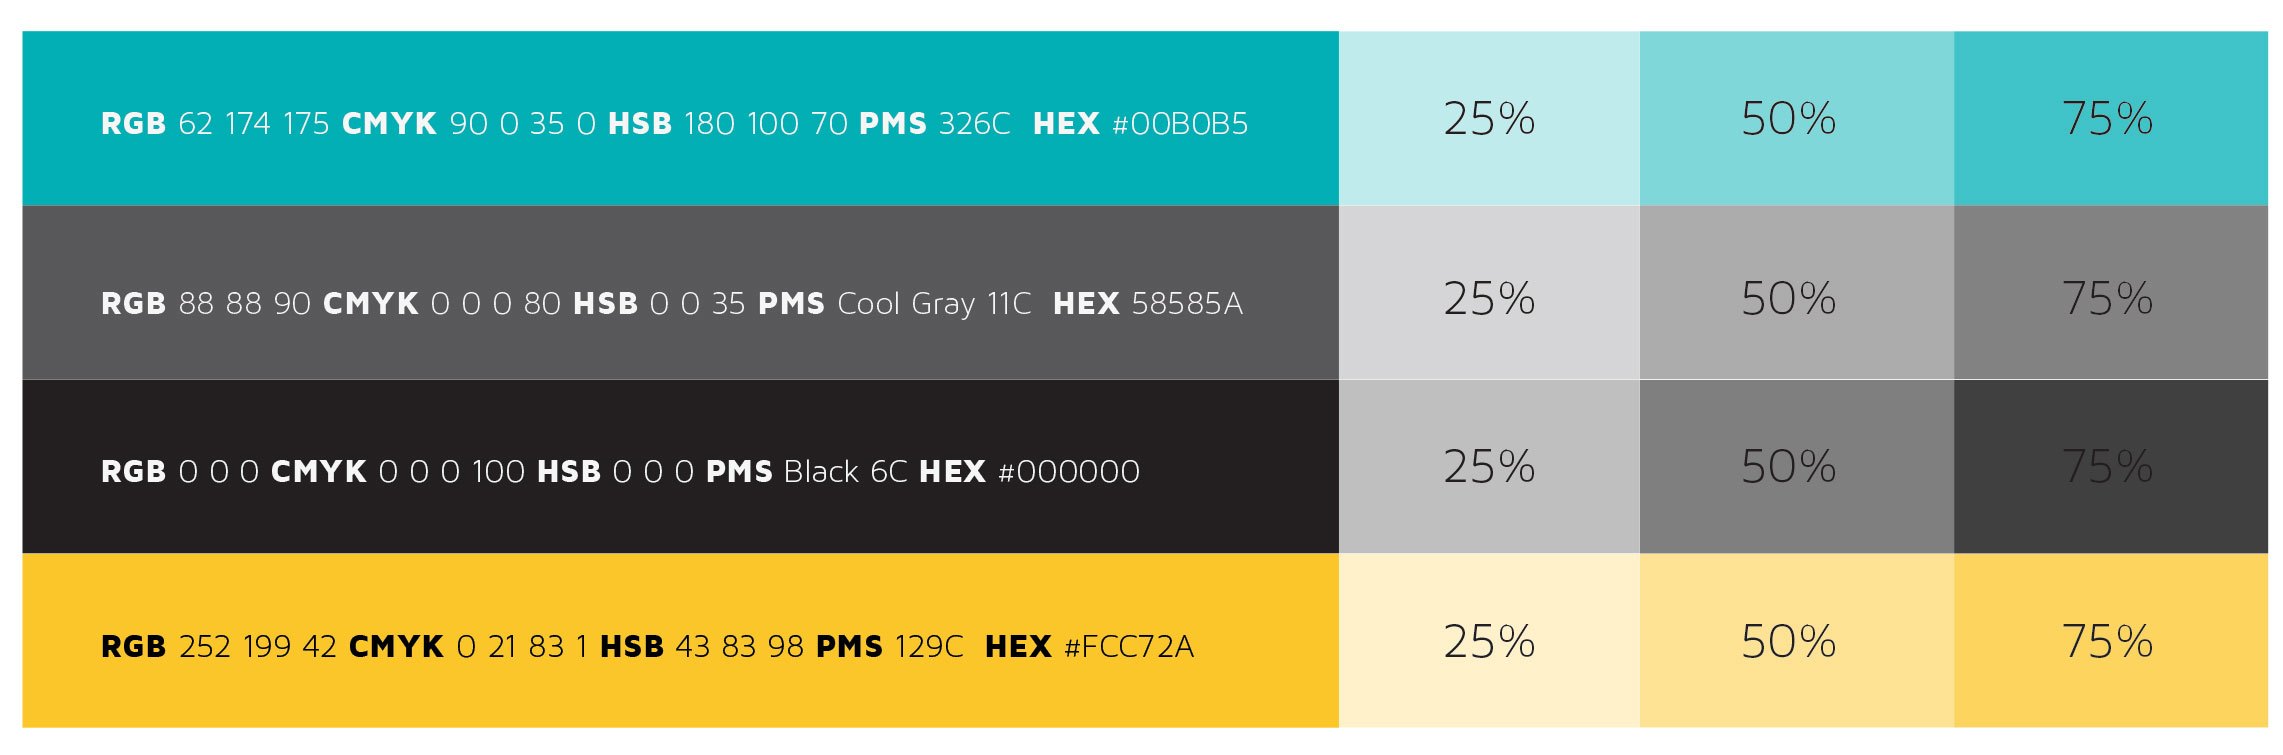 RGB 62 174 175 CMYK 90 0 35 0 HSB 180 100 70 PMS 326C HEX #00B0B5 25% 50% 75%
RGB 88 88 90 CMYK 0 0 0 80 HSB 0 0 35 PMS Cool Gray 11C HEX 58585A 25% 50% 75%
RGB 0 0 0 CMYK 0 0 0 100 HSB 0 0 0 PMS Black 6C HEX #000000 25% 50% 75%
RGB 252 199 42 CMYK 0 21 83 1 HSB 43 83 98 PMS 129C HEX #FCC72A 25% 50% 75%